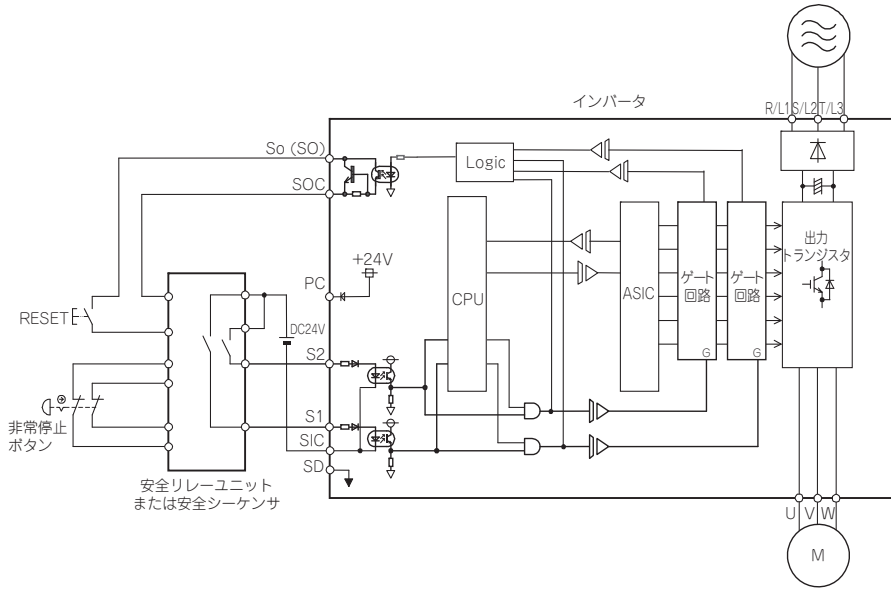 インバータ
R/L1 S/L2 T/L3
So (SO)
SOC
Logic
+24V
PC
CPU
ASIC
ゲート
回路
G
ゲート
回路
G
出力
トランジスタ
RESET
DC24V
S2
S1
SIC
SD
非常停止
ボタン
安全リレーユニット
または安全シーケンサ
U V W
M